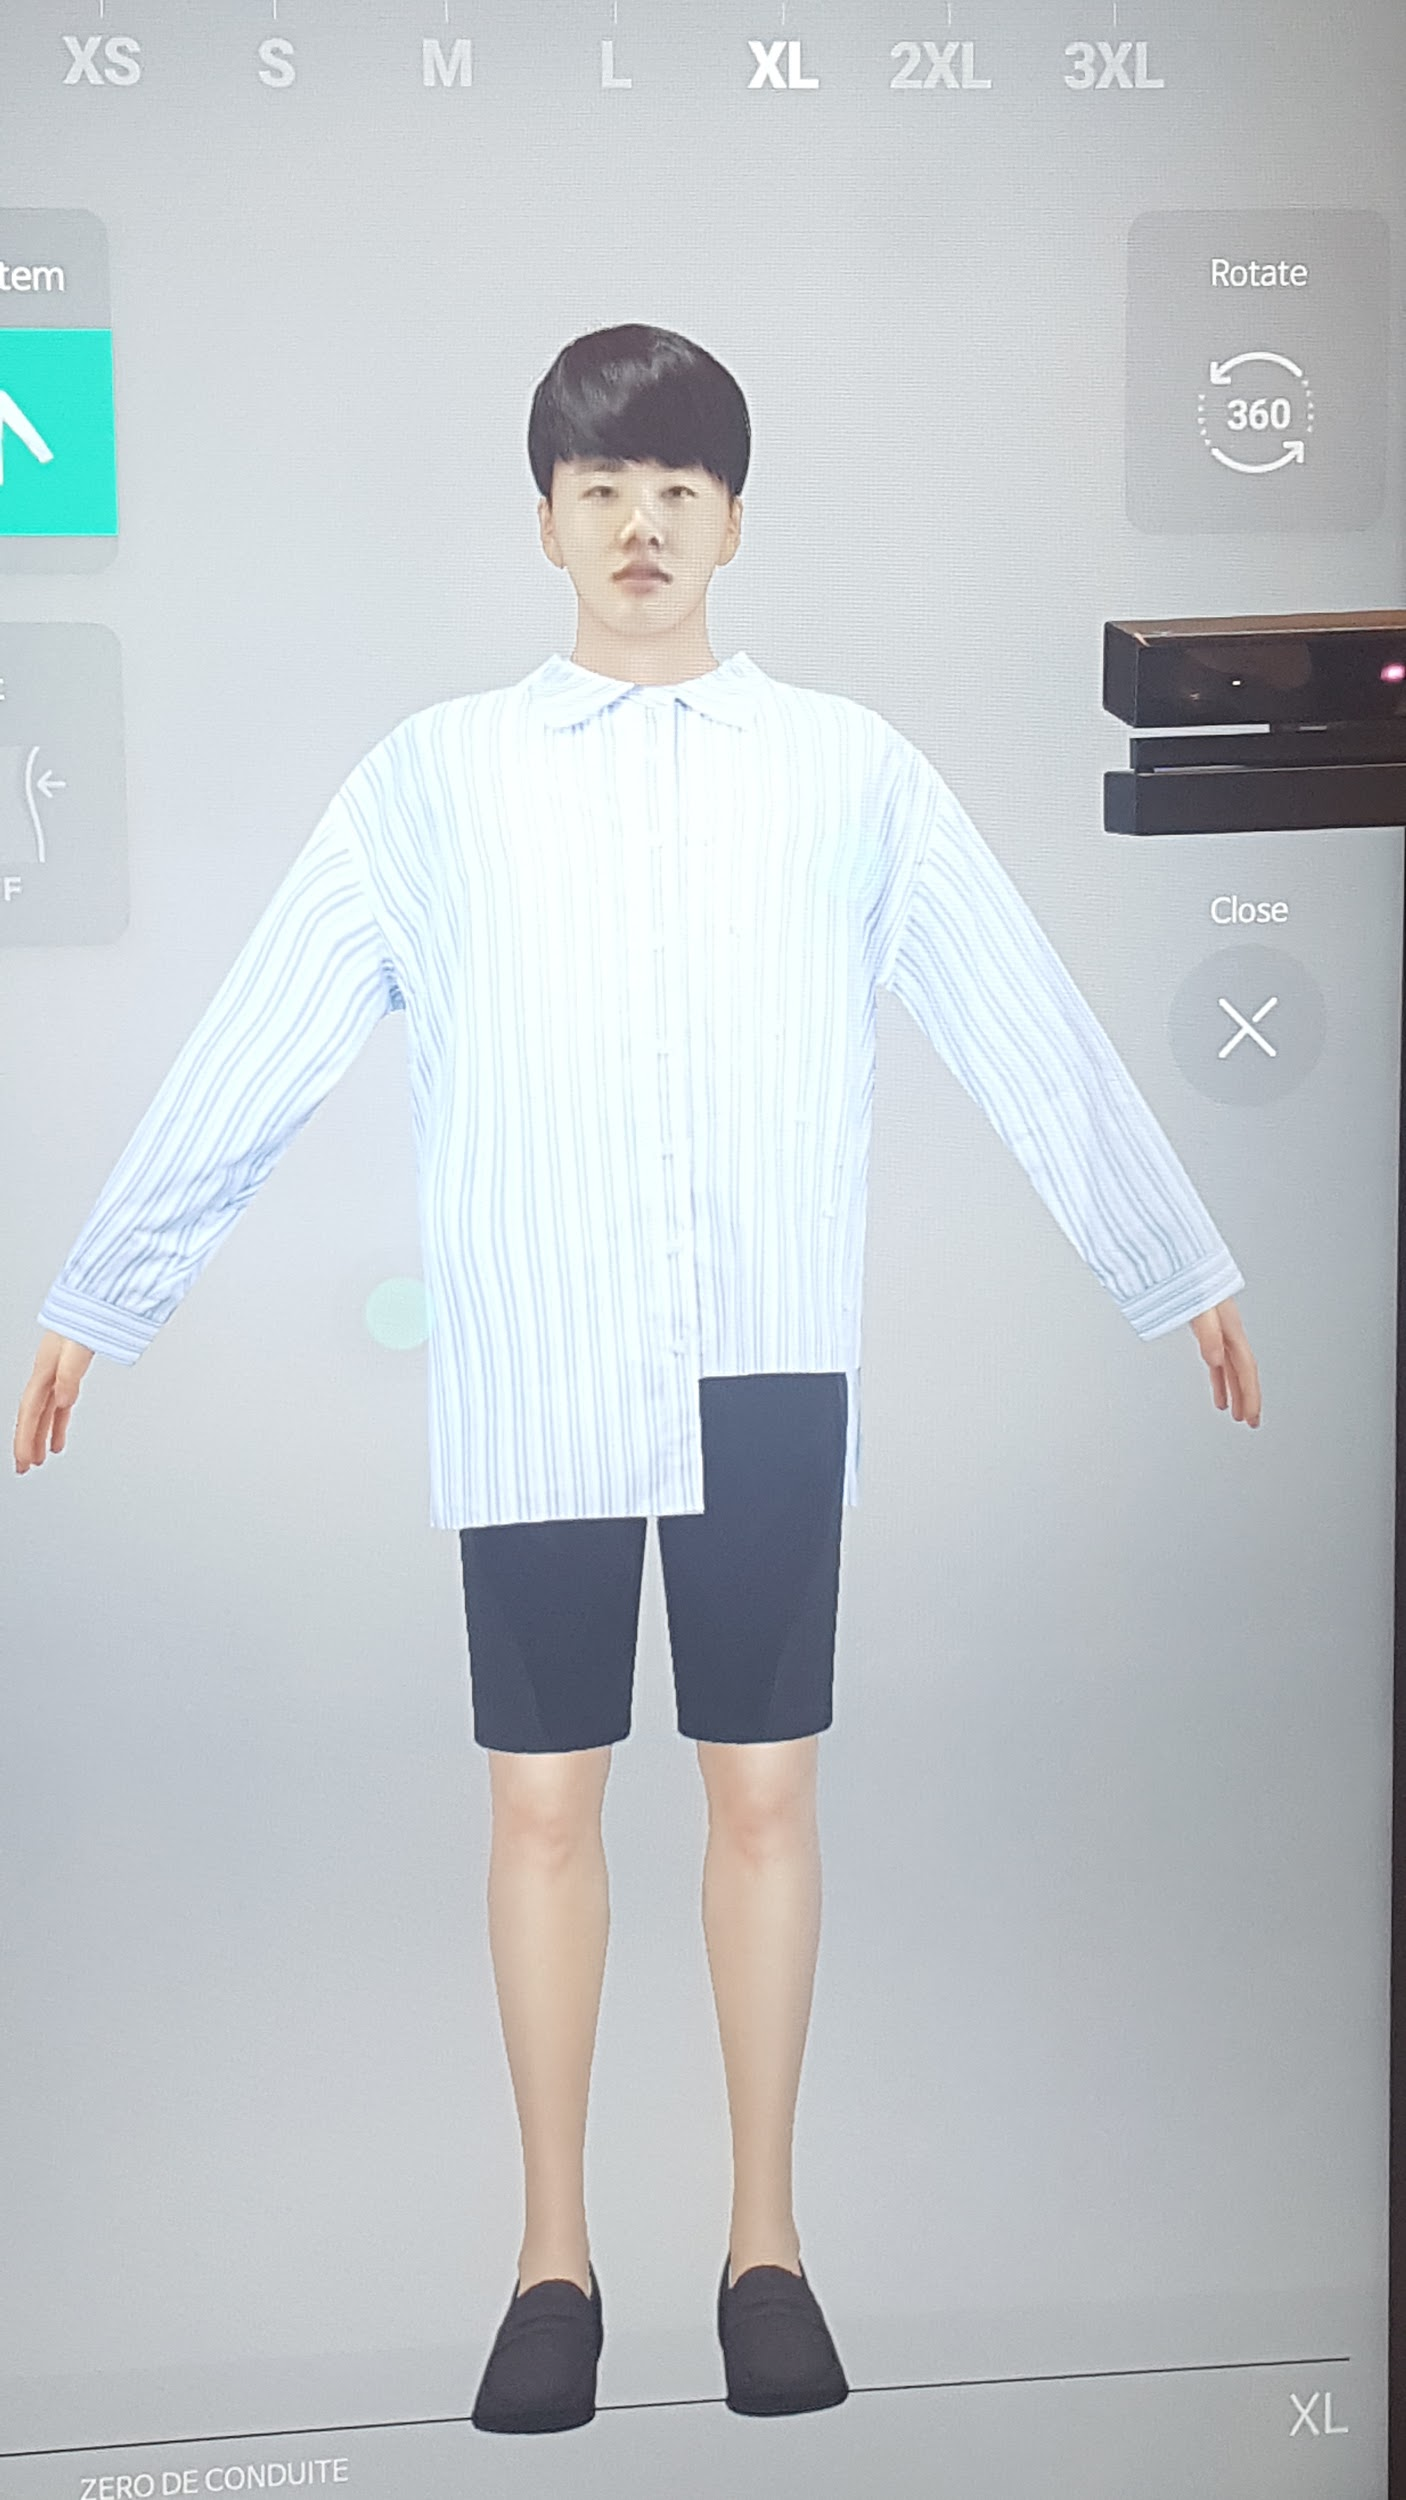 XS S M L XL 2XL 3XL
tem
Rotate
360
F
Close
XL
ZERO DE CONDUITE